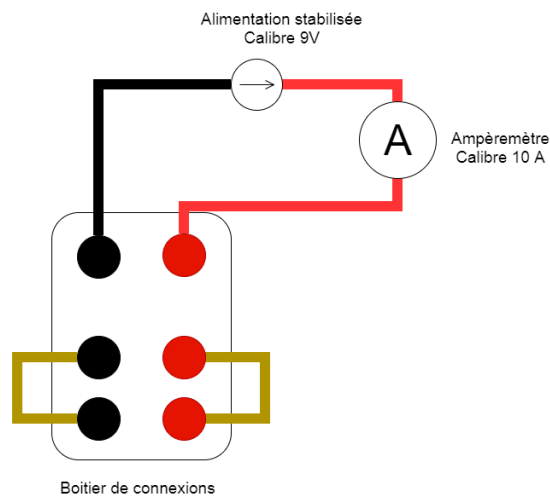 Alimentation stabilisée
Calibre 9V
A
Ampèremètre
Calibre 10 A
Boitier de connexions